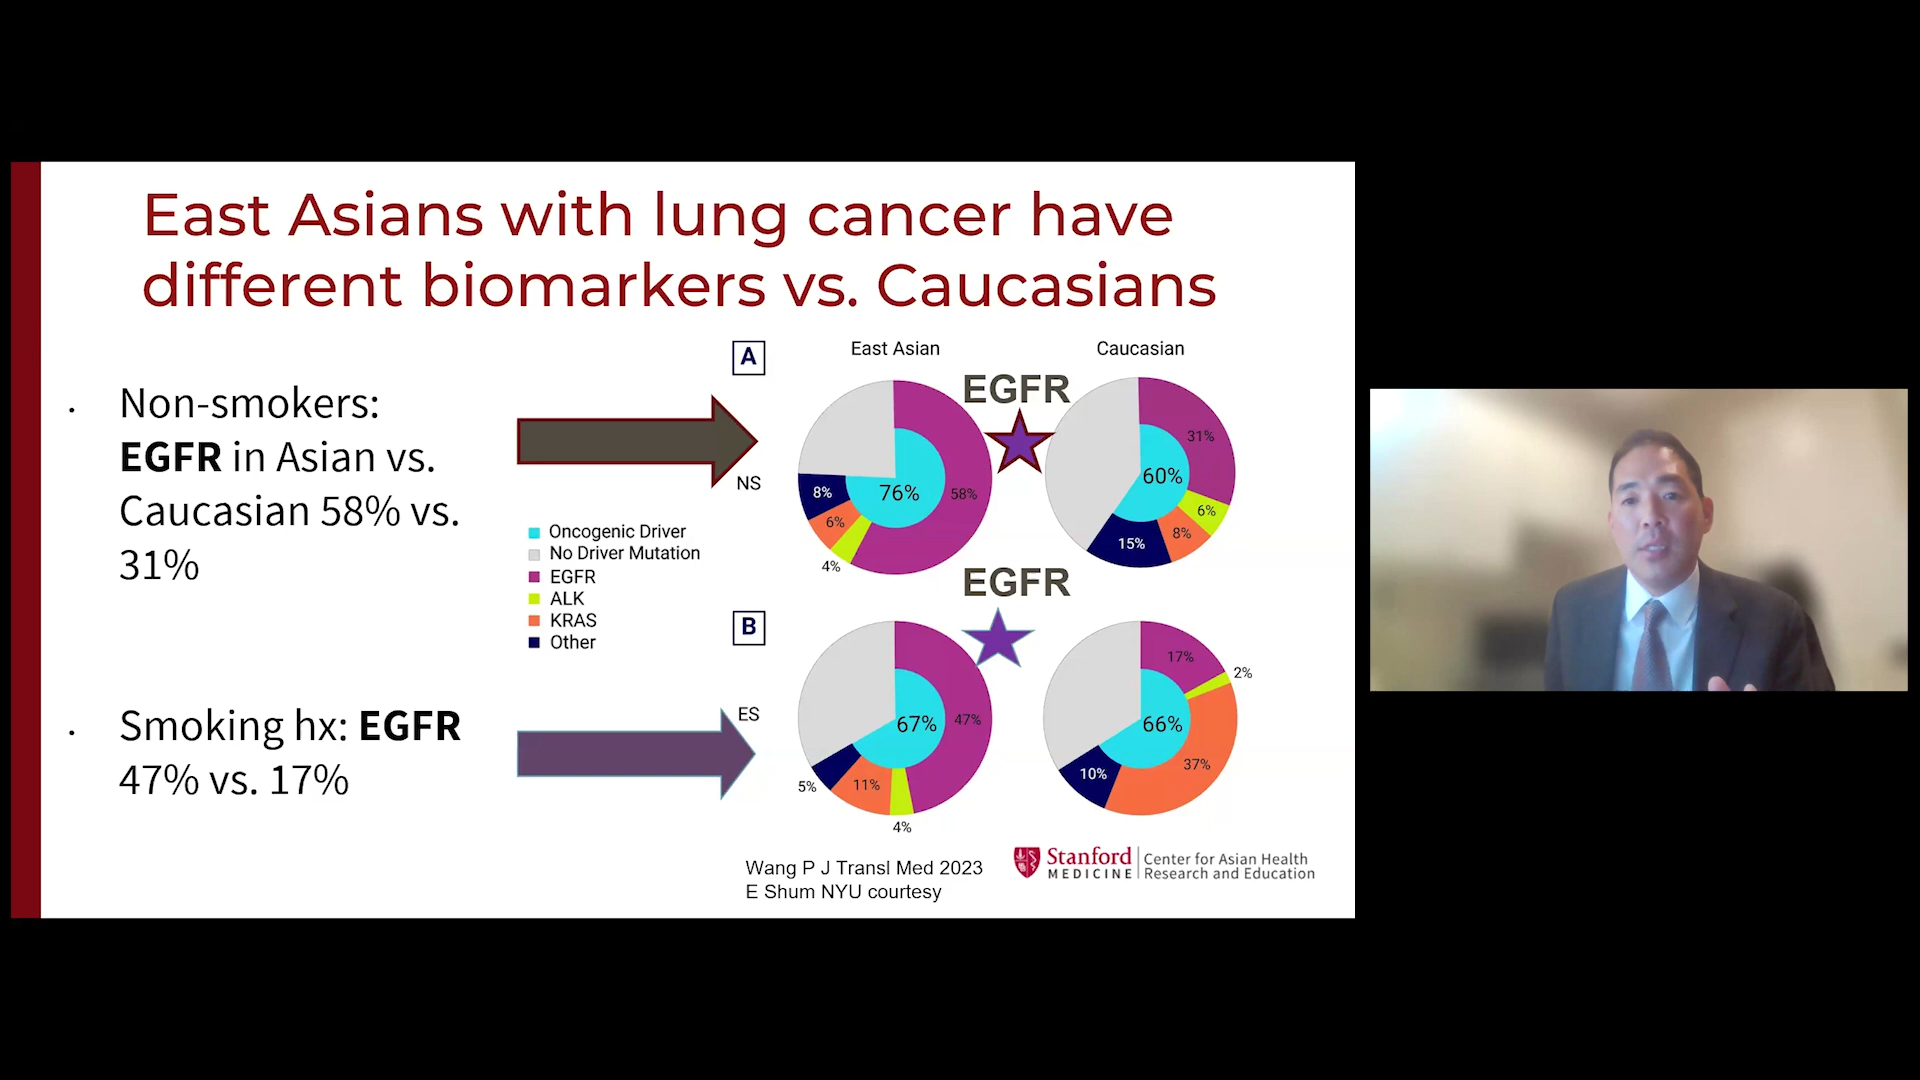 East Asians with lung cancer have
different biomarkers vs. Caucasians
· Non-smokers:
EGFR in Asian vs.
Caucasian 58% vs.
31%
· Smoking hx: EGFR
47% vs. 17%
A
East Asian
Caucasian
EGFR
NS
76%
58%
4%
6%
8%
60%
31%
6%
8%
15%
Oncogenic Driver
No Driver Mutation
EGFR
ALK
KRAS
Other
EGFR
B
ES
67%
47%
4%
11%
5%
66%
17%
2%
37%
10%
Wang P J Transl Med 2023
E Shum NYU courtesy
Stanford
MEDICINE
Center for Asian Health
Research and Education